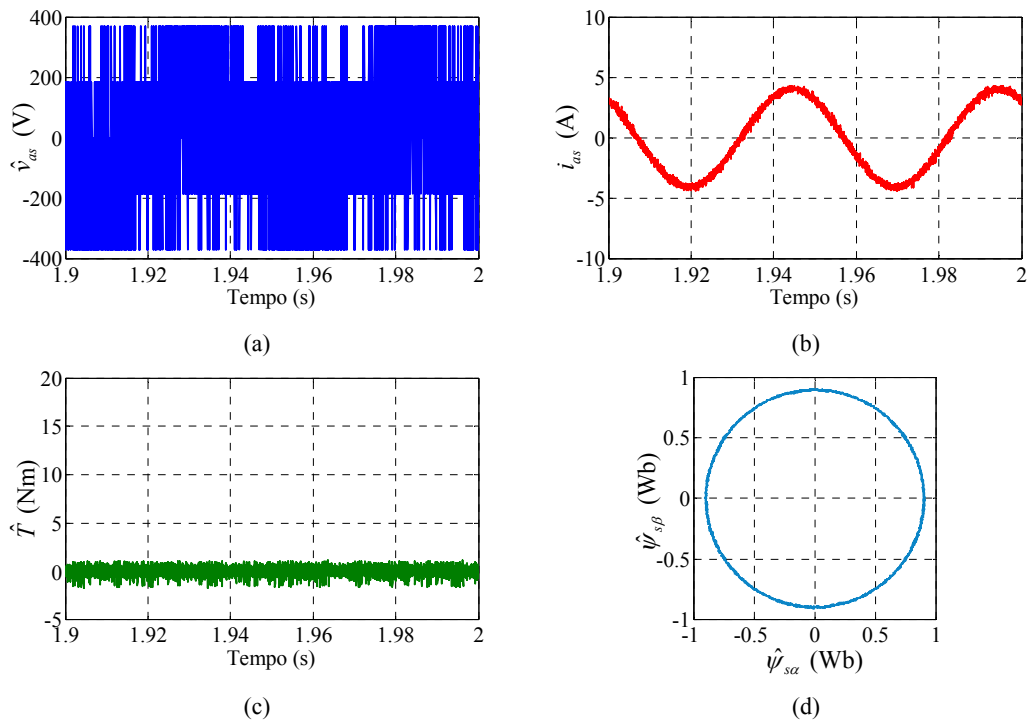 400
200
0
-200
-400
v̂as (V)
1.9 1.92 1.94 1.96 1.98 2
Tempo (s)
(a)
10
5
0
-5
-10
ias (A)
1.9 1.92 1.94 1.96 1.98 2
Tempo (s)
(b)
20
15
10
5
0
-5
T̂ (Nm)
1.9 1.92 1.94 1.96 1.98 2
Tempo (s)
(c)
1
0.5
0
-0.5
-1
ψ̂sβ (Wb)
-1 -0.5 0 0.5 1
ψ̂sα (Wb)
(d)